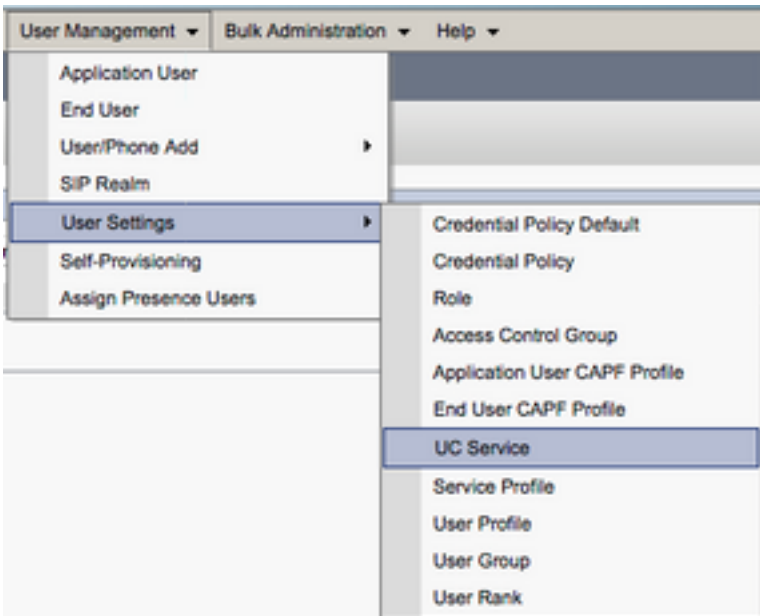 User Management Bulk Administration Help
Application User
End User
User/Phone Add
SIP Realm
User Settings
Self-Provisioning
Assign Presence Users
Credential Policy Default
Credential Policy
Role
Access Control Group
Application User CAPF Profile
End User CAPF Profile
UC Service
Service Profile
User Profile
User Group
User Rank